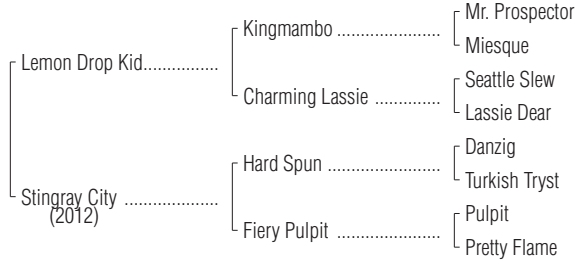 Mr. Prospector
Kingmambo ......................
Miesque
Lemon Drop Kid................
Seattle Slew
Charming Lassie ..............
Lassie Dear
Danzig
Hard Spun ........................
Turkish Tryst
Stingray City ....................
(2012)
Pulpit
Fiery Pulpit ......................
Pretty Flame